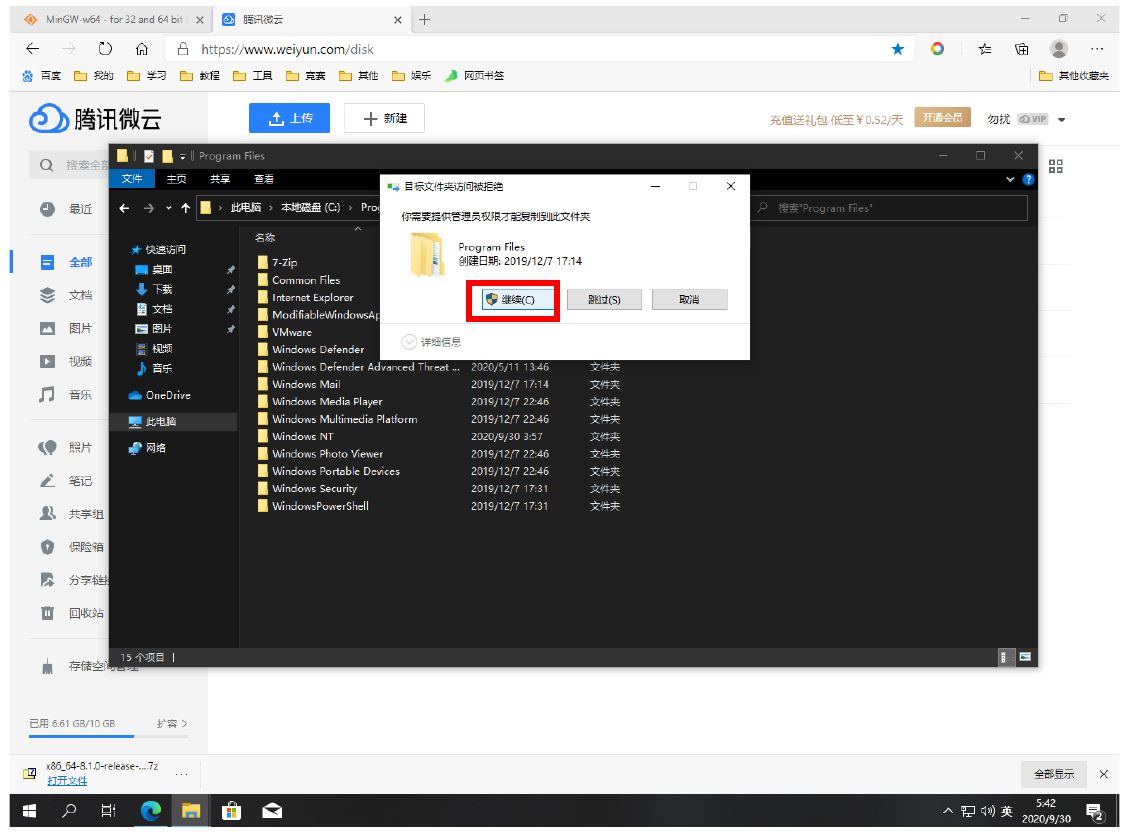 MinGW-w64 - for 32 and 64 bit
腾讯微云
https://www.weiyun.com/disk
百度 我的 学习 教程 工具 竞赛 其他 娱乐 网页书签 其他收藏夹
腾讯微云
上传 新建
充值送礼包 低至￥0.52/天 开通会员 勿扰 VIP
搜索全部
最近
全部
文档
图片
视频
音乐
照片
笔记
共享组
保险箱
分享链接
回收站
存储空间管理
已用 6.61 GB/10 GB 扩容
Program Files
文件 主页 共享 查看
此电脑 本地磁盘 (C:) 搜索"Program Files"
快速访问
桌面
下载
文档
图片
视频
音乐
OneDrive
此电脑
网络
名称
7-Zip
Common Files
Internet Explorer
ModifiableWindowsAp
VMware
Windows Defender
Windows Defender Advanced Threat ... 2020/5/11 13:46 文件夹
Windows Mail 2019/12/7 17:14 文件夹
Windows Media Player 2019/12/7 22:46 文件夹
Windows Multimedia Platform 2019/12/7 22:46 文件夹
Windows NT 2020/9/30 3:57 文件夹
Windows Photo Viewer 2019/12/7 22:46 文件夹
Windows Portable Devices 2019/12/7 22:46 文件夹
Windows Security 2019/12/7 17:31 文件夹
WindowsPowerShell 2019/12/7 17:31 文件夹
15 个项目
目标文件夹访问被拒绝
你需要提供管理员权限才能复制到此文件夹
Program Files
创建日期: 2019/12/7 17:14
继续(C) 跳过(S) 取消
详细信息
x86_64-8.1.0-release-....7z
打开文件
全部显示
英
5:42
2020/9/30
2